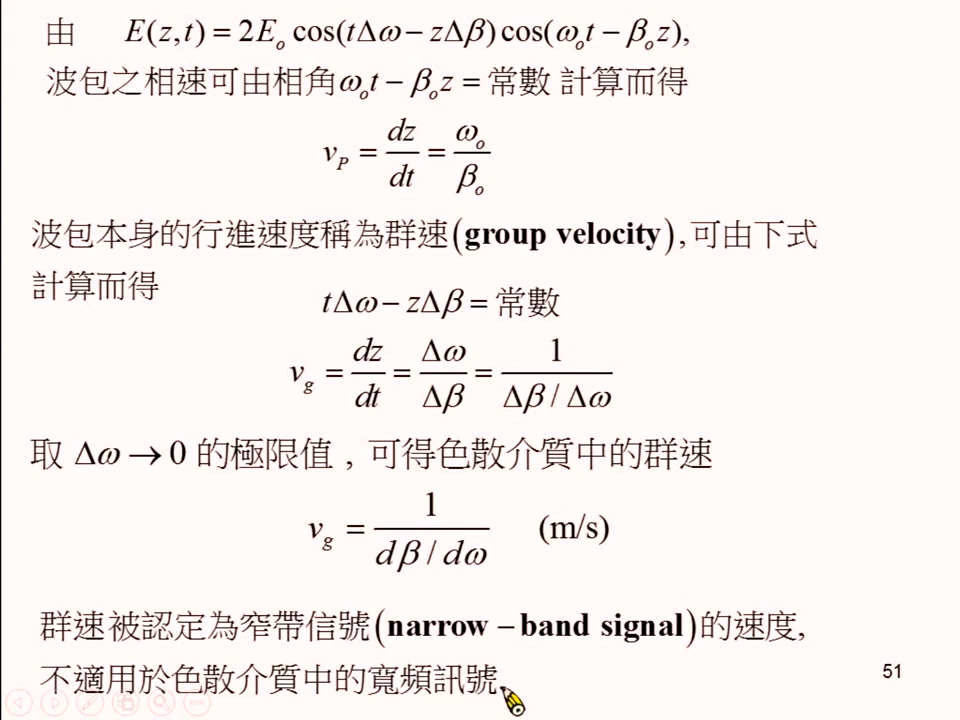 由 E(z,t) = 2E_o cos(tΔω − zΔβ)cos(ω_o t − β_o z),
波包之相速可由相角ω_o t − β_o z = 常數 計算而得
v_P = dz/dt = ω_o/β_o
波包本身的行進速度稱為群速(group velocity),可由下式
計算而得
tΔω − zΔβ = 常數
v_g = dz/dt = Δω/Δβ = 1/(Δβ / Δω)
取 Δω → 0 的極限值，可得色散介質中的群速
v_g = 1/(dβ / dω) (m/s)
群速被認定為窄帶信號(narrow − band signal)的速度,
不適用於色散介質中的寬頻訊號
51